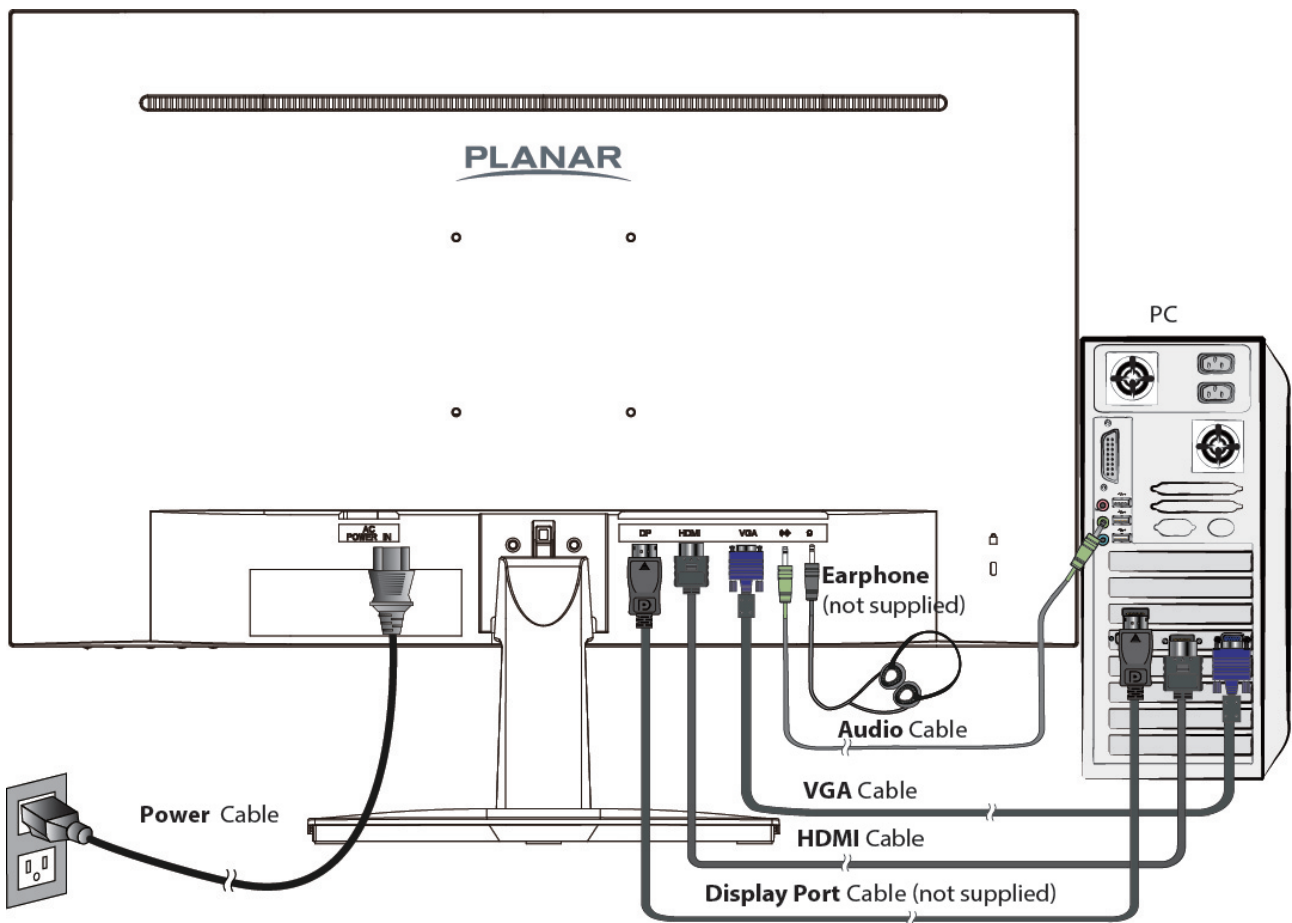 PLANAR
PC
AC
POWER IN
DP
HDMI
VGA
Earphone
(not supplied)
Audio Cable
VGA Cable
Power Cable
HDMI Cable
Display Port Cable (not supplied)